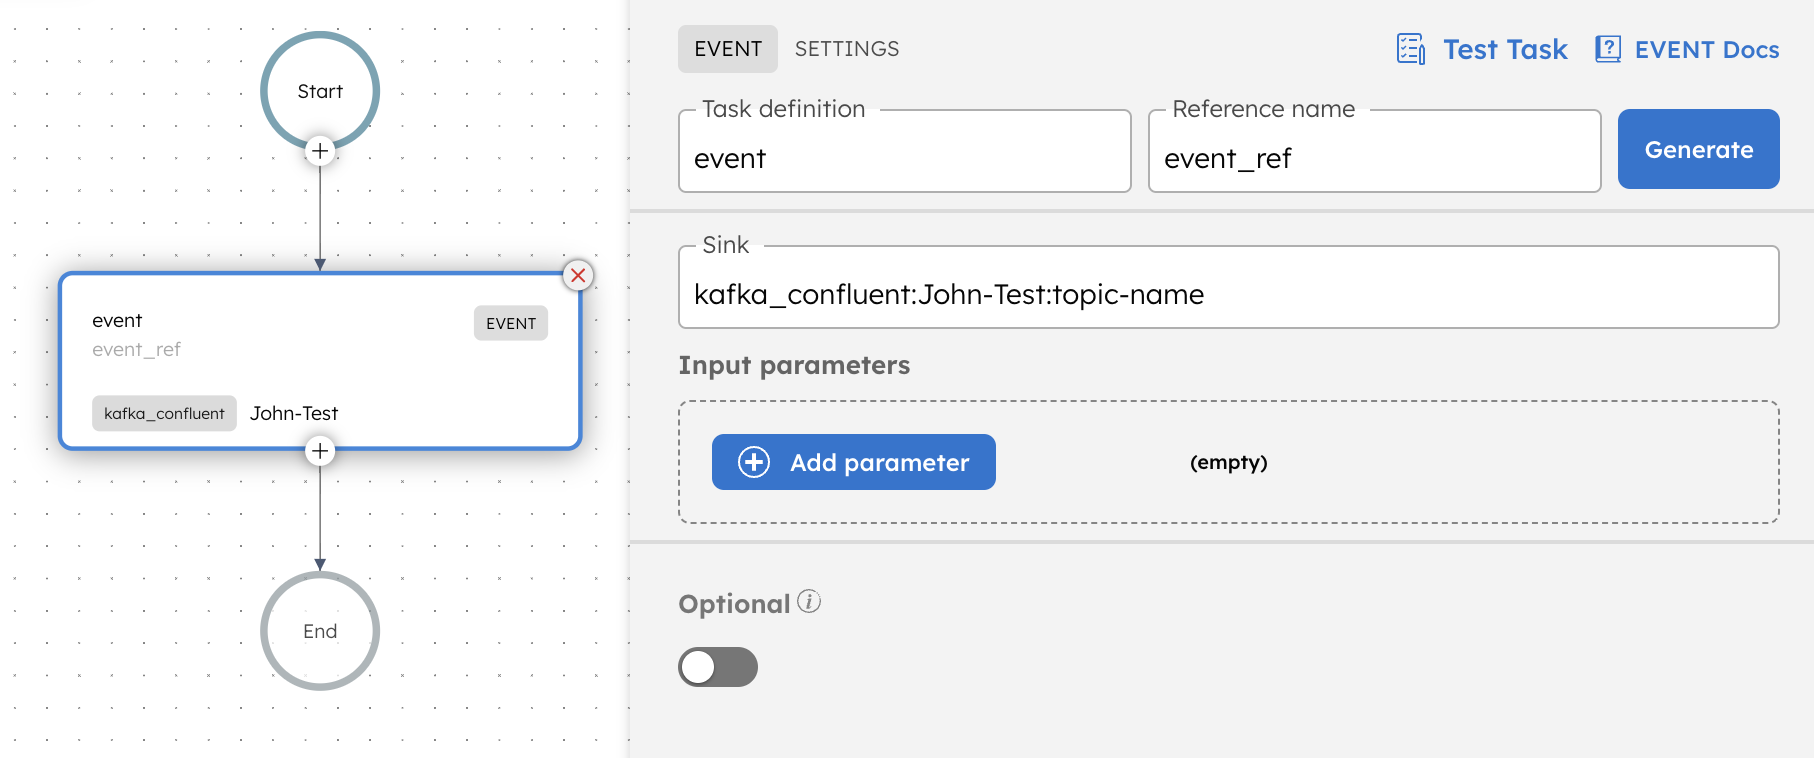 Start
+
event
EVENT
event_ref
kafka_confluent John-Test
+
End
EVENT SETTINGS
Test Task
EVENT Docs
Task definition
event
Reference name
event_ref
Generate
Sink
kafka_confluent:John-Test:topic-name
Input parameters
Add parameter
(empty)
Optional